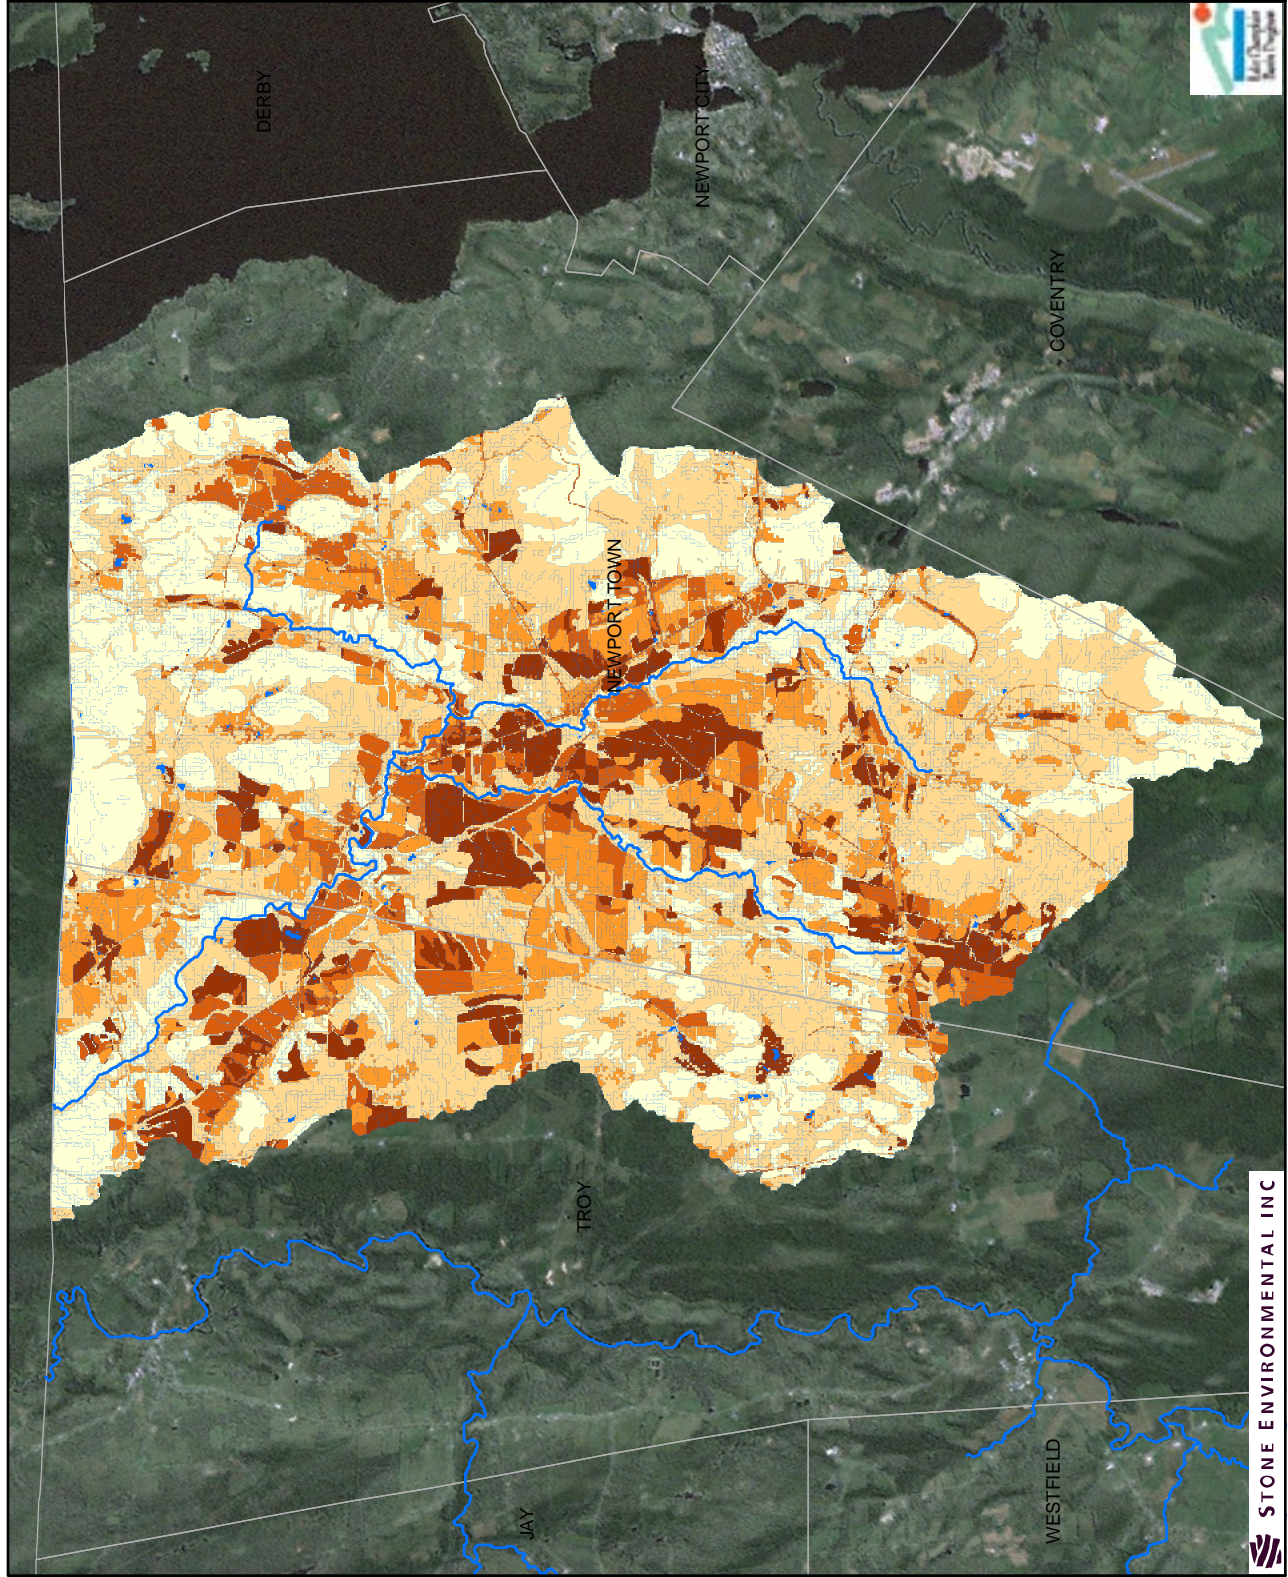 DERBY
NEWPORT CITY
COVENTRY
NEWPORT TOWN
TROY
JAY
WESTFIELD
STONE ENVIRONMENTAL INC